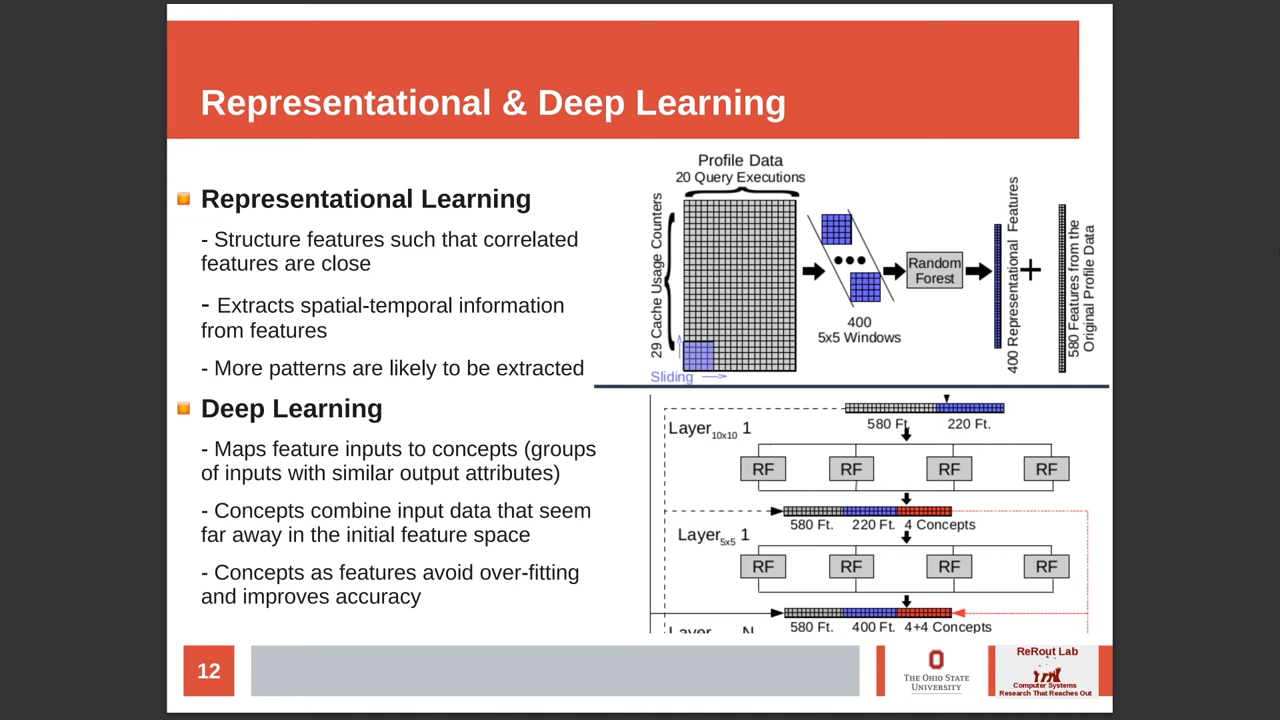 Representational & Deep Learning
Representational Learning
- Structure features such that correlated
features are close
- Extracts spatial-temporal information
from features
- More patterns are likely to be extracted
Deep Learning
- Maps feature inputs to concepts (groups
of inputs with similar output attributes)
- Concepts combine input data that seem
far away in the initial feature space
- Concepts as features avoid over-fitting
and improves accuracy
Profile Data
20 Query Executions
29 Cache Usage Counters
Sliding
400
5x5 Windows
Random
Forest
400 Representational Features
+
580 Features from the
Original Profile Data
580 Ft. 220 Ft.
Layer10x10 1
RF RF RF RF
580 Ft. 220 Ft. 4 Concepts
Layer5x5 1
RF RF RF RF
580 Ft. 400 Ft. 4+4 Concepts
Layer N
12
THE OHIO STATE
UNIVERSITY
ReRout Lab
Computer Systems
Research That Reaches Out